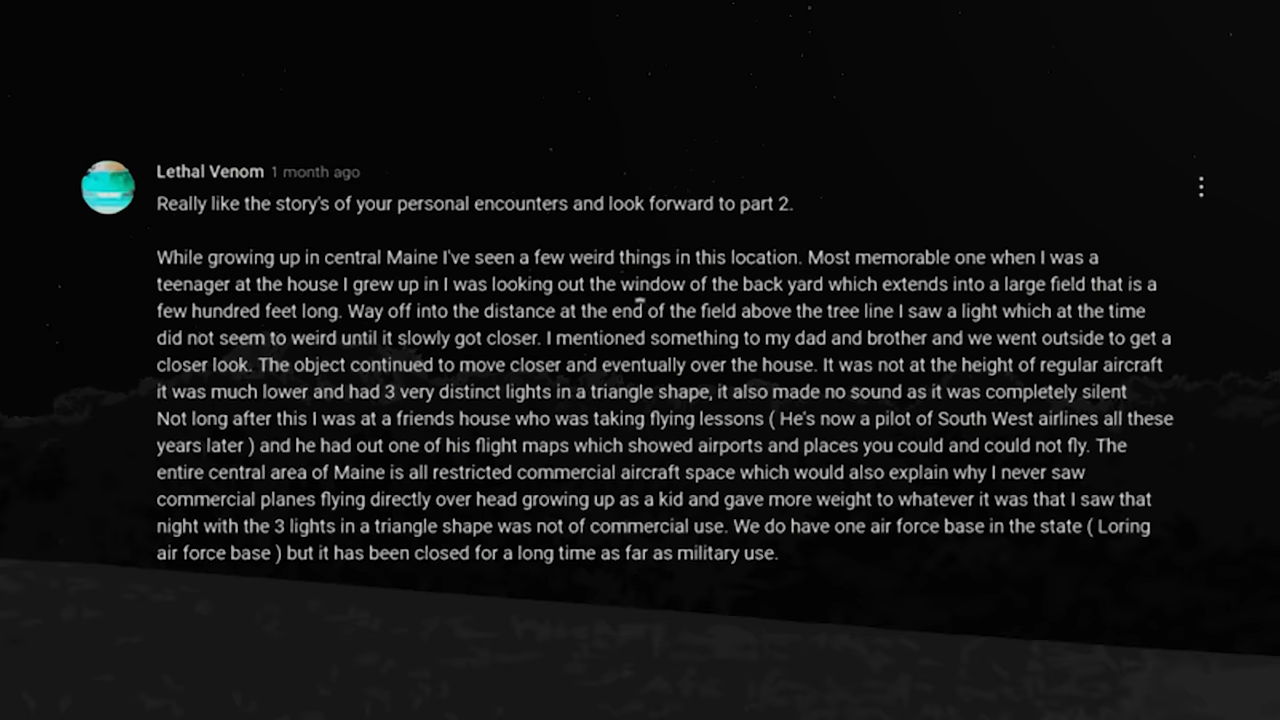 Lethal Venom 1 month ago
Really like the story's of your personal encounters and look forward to part 2.
While growing up in central Maine I've seen a few weird things in this location. Most memorable one when I was a
teenager at the house I grew up in I was looking out the window of the back yard which extends into a large field that is a
few hundred feet long. Way off into the distance at the end of the field above the tree line I saw a light which at the time
did not seem to weird until it slowly got closer. I mentioned something to my dad and brother and we went outside to get a
closer look. The object continued to move closer and eventually over the house. It was not at the height of regular aircraft
it was much lower and had 3 very distinct lights in a triangle shape, it also made no sound as it was completely silent
Not long after this I was at a friends house who was taking flying lessons ( He's now a pilot of South West airlines all these
years later ) and he had out one of his flight maps which showed airports and places you could and could not fly. The
entire central area of Maine is all restricted commercial aircraft space which would also explain why I never saw
commercial planes flying directly over head growing up as a kid and gave more weight to whatever it was that I saw that
night with the 3 lights in a triangle shape was not of commercial use. We do have one air force base in the state ( Loring
air force base ) but it has been closed for a long time as far as military use.